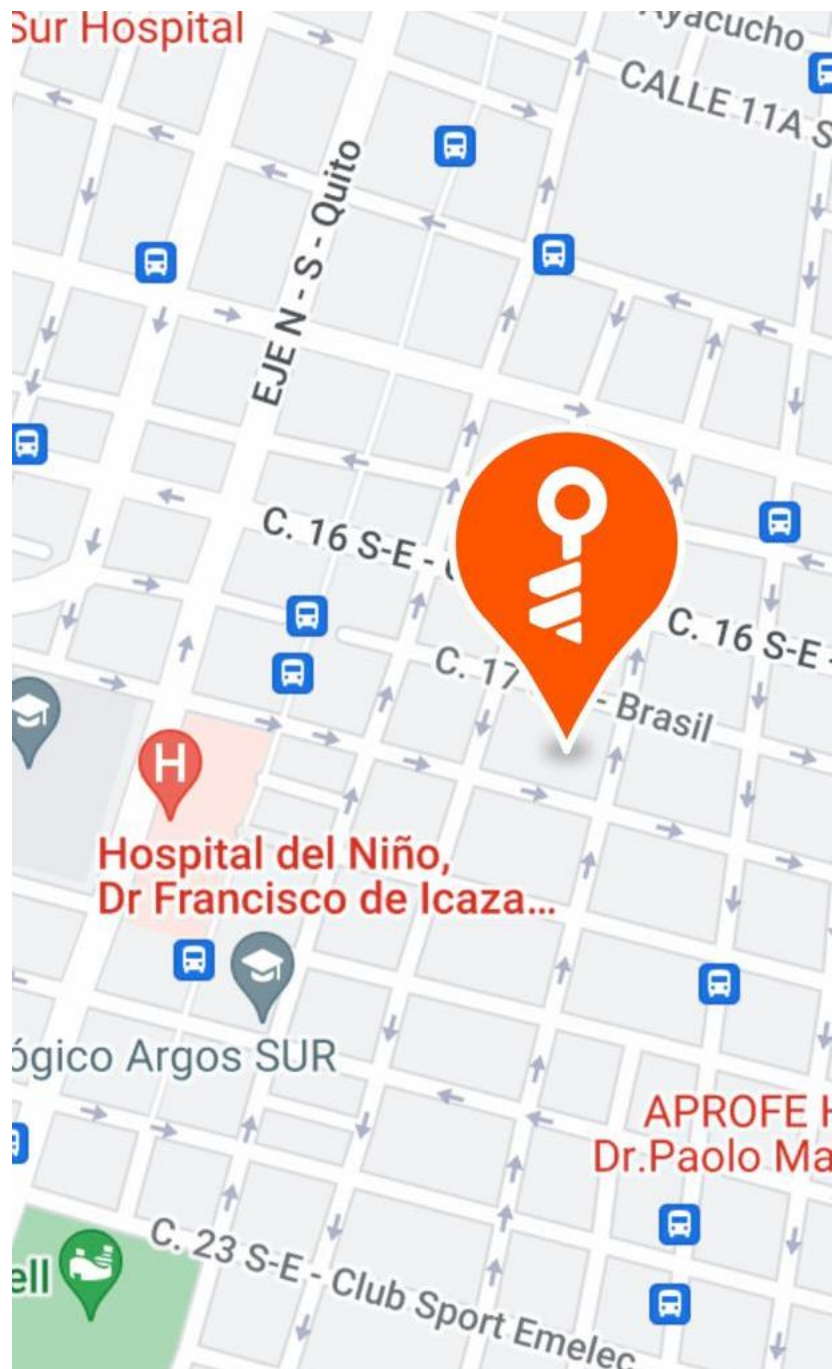 Sur Hospital
Ayacucho
CALLE 11A S
EJE N - S - Quito
C. 16 S-E -
C. 16 S-E -
C. 17
- Brasil
H
Hospital del Niño,
Dr Francisco de Icaza...
ógico Argos SUR
APROFE H
Dr.Paolo Ma
ell
C. 23 S-E - Club Sport Emelec